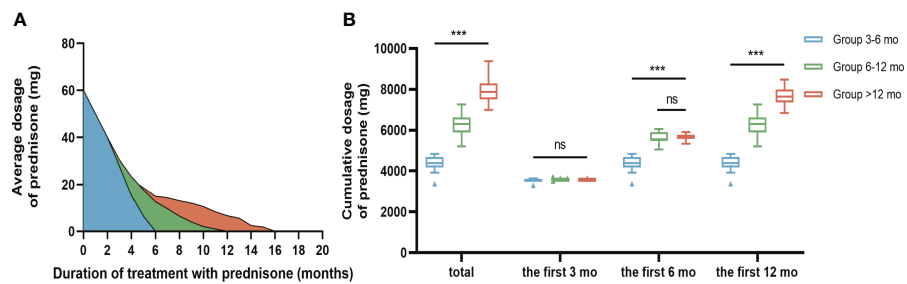 A
80
60
40
20
0
Average dosage
of prednisone (mg)
0 2 4 6 8 10 12 14 16 18 20
Duration of treatment with prednisone (months)
B
10000
8000
6000
4000
2000
0
Cumulative dosage
of prednisone (mg)
***
ns
***
ns
***
total the first 3 mo the first 6 mo the first 12 mo
Group 3-6 mo
Group 6-12 mo
Group >12 mo